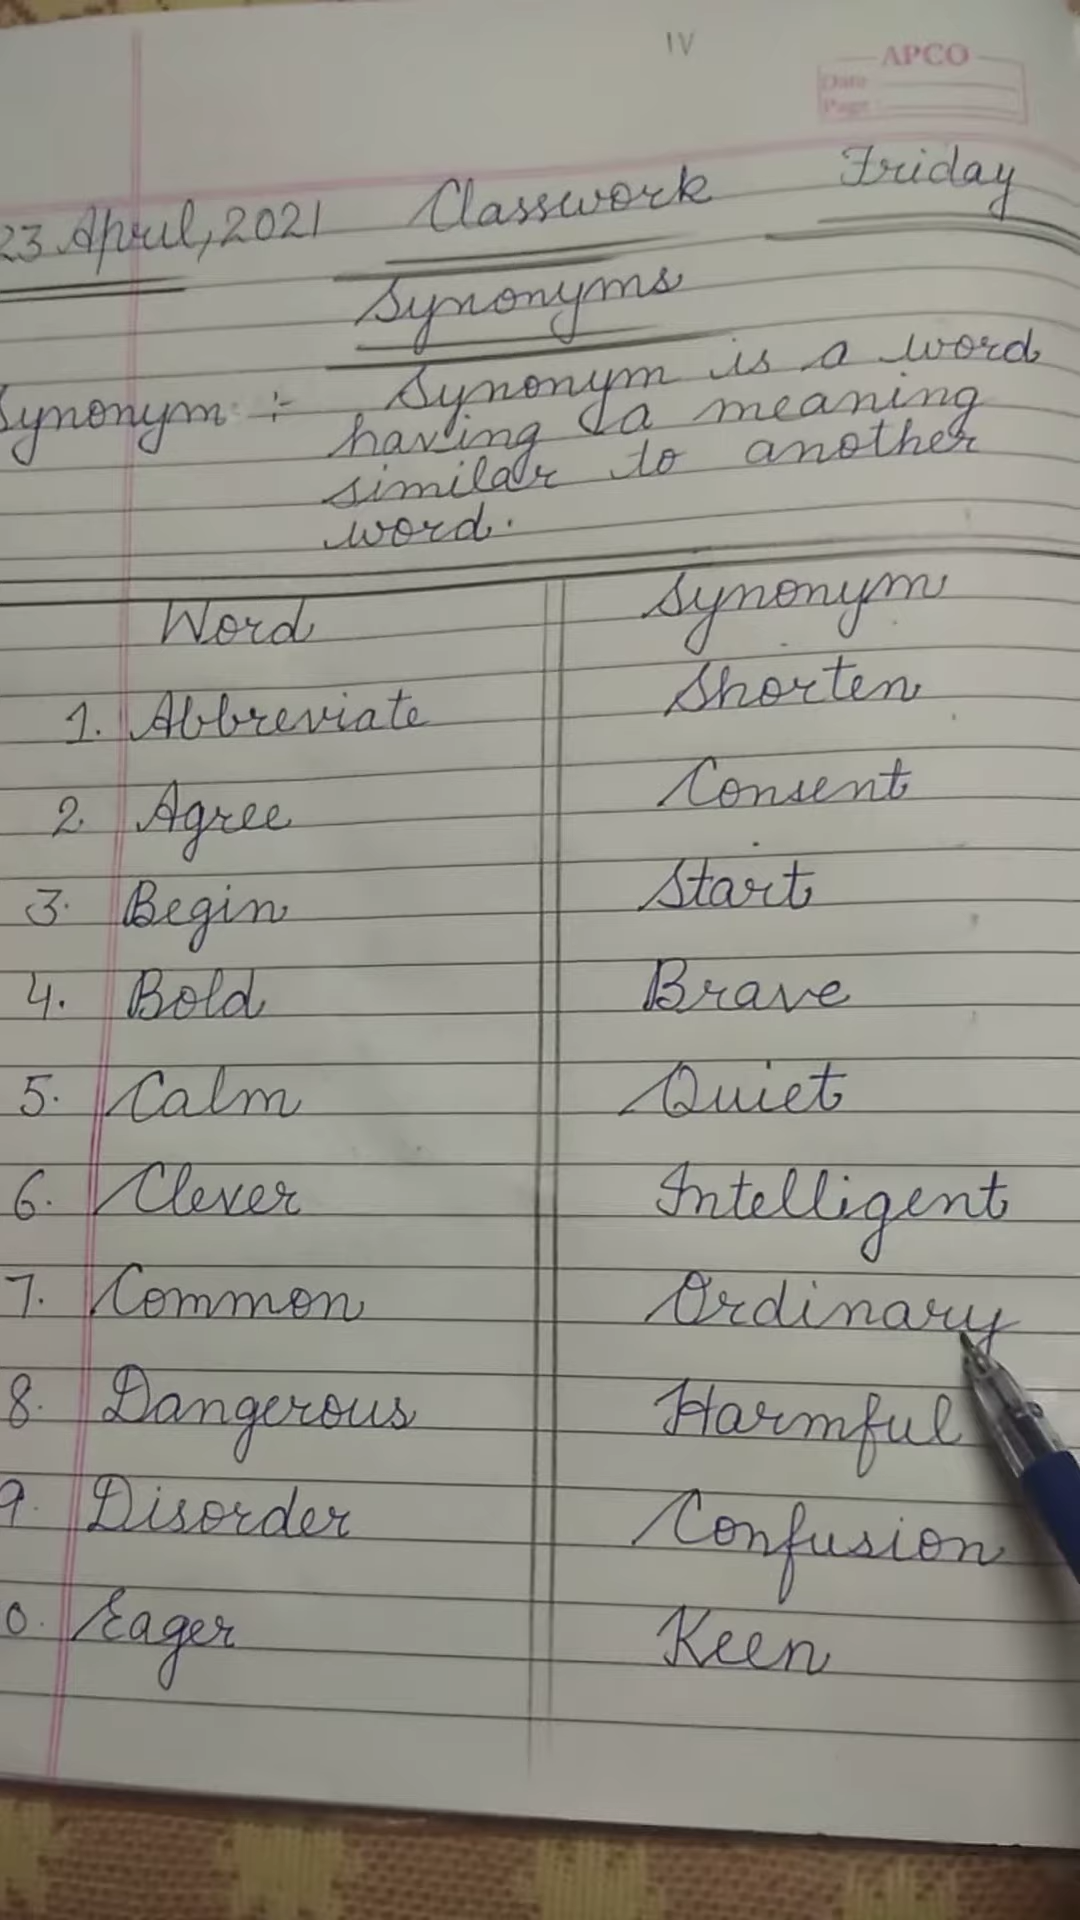 IV
APCO
Date
Page
23 April, 2021 Classwork Friday
Synonyms
Synonym :- Synonym is a word
having a meaning
similar to another
word.
Word Synonym
1. Abbreviate Shorten
2. Agree Consent
3. Begin Start
4. Bold Brave
5. Calm Quiet
6. Clever Intelligent
7. Common Ordinary
8. Dangerous Harmful
9. Disorder Confusion
0. Eager Keen